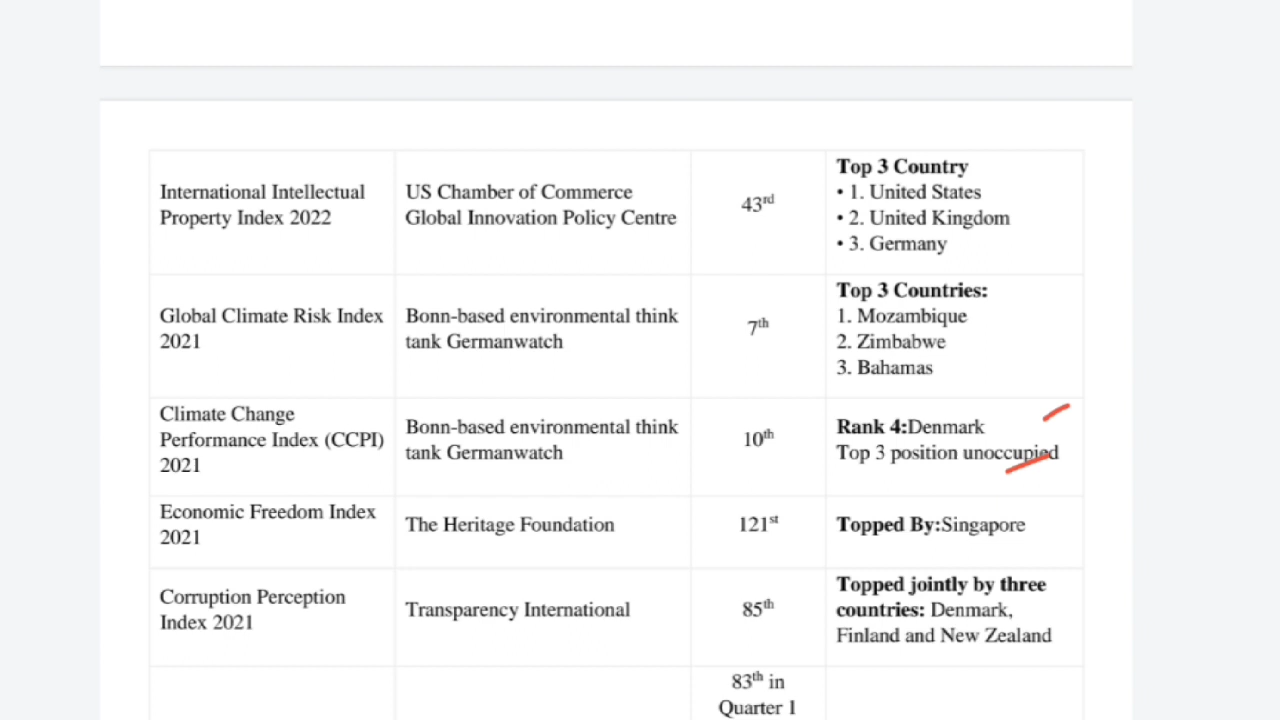 International Intellectual
Property Index 2022
US Chamber of Commerce
Global Innovation Policy Centre
43rd
Top 3 Country
• 1. United States
• 2. United Kingdom
• 3. Germany
Global Climate Risk Index
2021
Bonn-based environmental think
tank Germanwatch
7th
Top 3 Countries:
1. Mozambique
2. Zimbabwe
3. Bahamas
Climate Change
Performance Index (CCPI)
2021
Bonn-based environmental think
tank Germanwatch
10th
Rank 4:Denmark
Top 3 position unoccupied
Economic Freedom Index
2021
The Heritage Foundation
121st
Topped By:Singapore
Corruption Perception
Index 2021
Transparency International
85th
Topped jointly by three
countries: Denmark,
Finland and New Zealand
83th in
Quarter 1